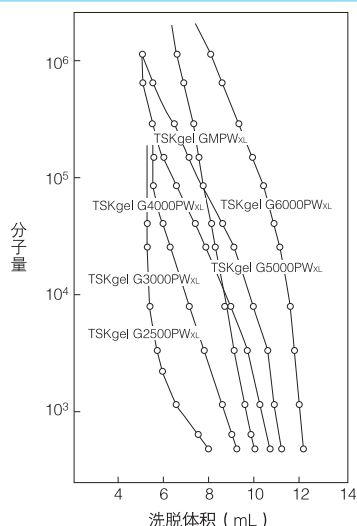 10⁶
TSKgel GMPWXL
10⁵
TSKgel G4000PWXL
TSKgel G6000PWXL
分子量
TSKgel G5000PWXL
TSKgel G3000PWXL
10⁴
TSKgel G2500PWXL
10³
4 6 8 10 12 14
洗脱体积（mL）